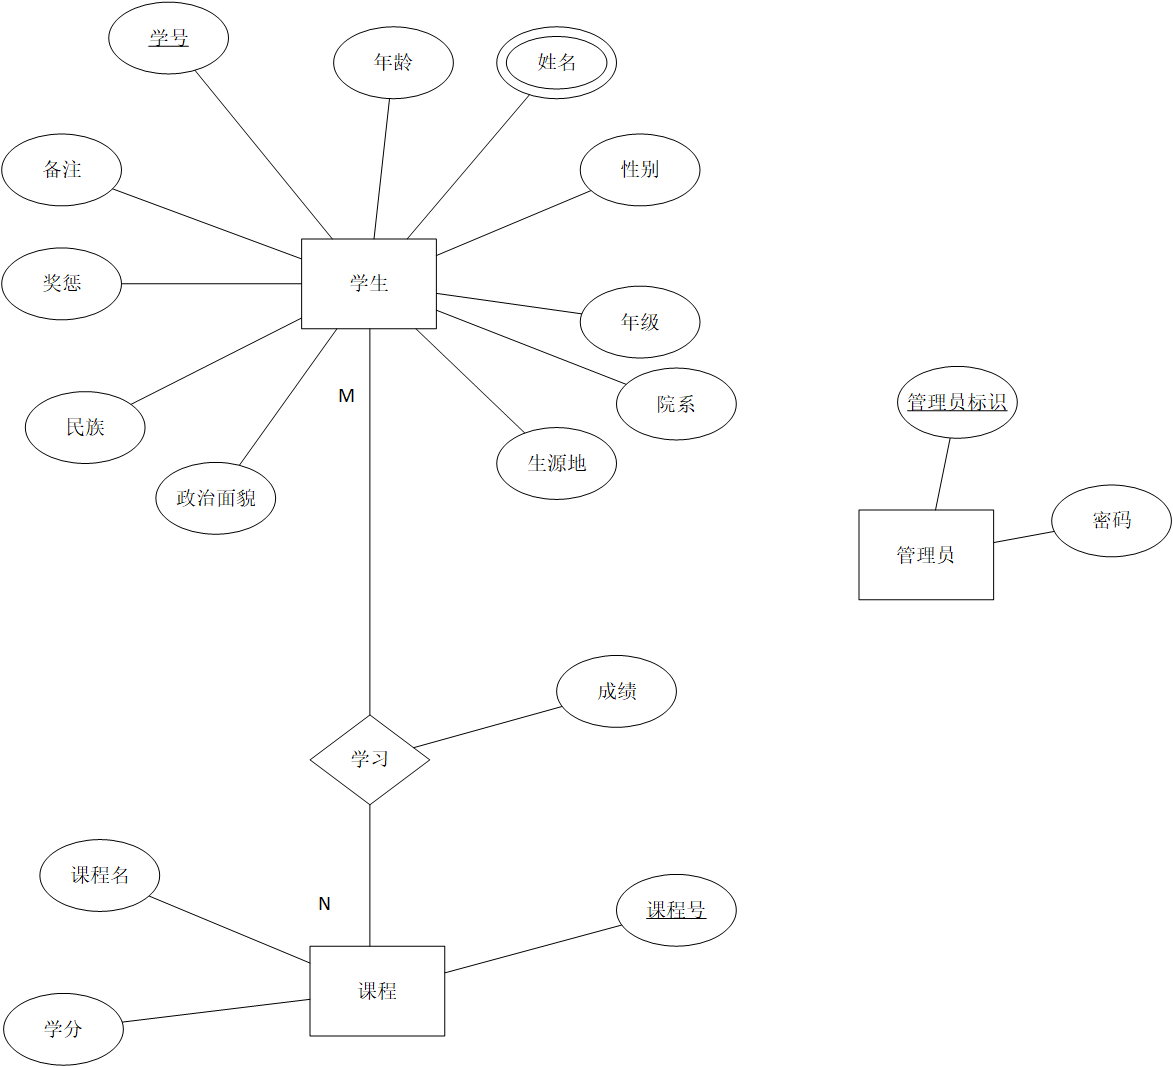 学号
年龄
姓名
备注
性别
奖惩
学生
年级
M
院系
管理员标识
民族
生源地
政治面貌
密码
管理员
成绩
学习
课程名
N
课程号
课程
学分